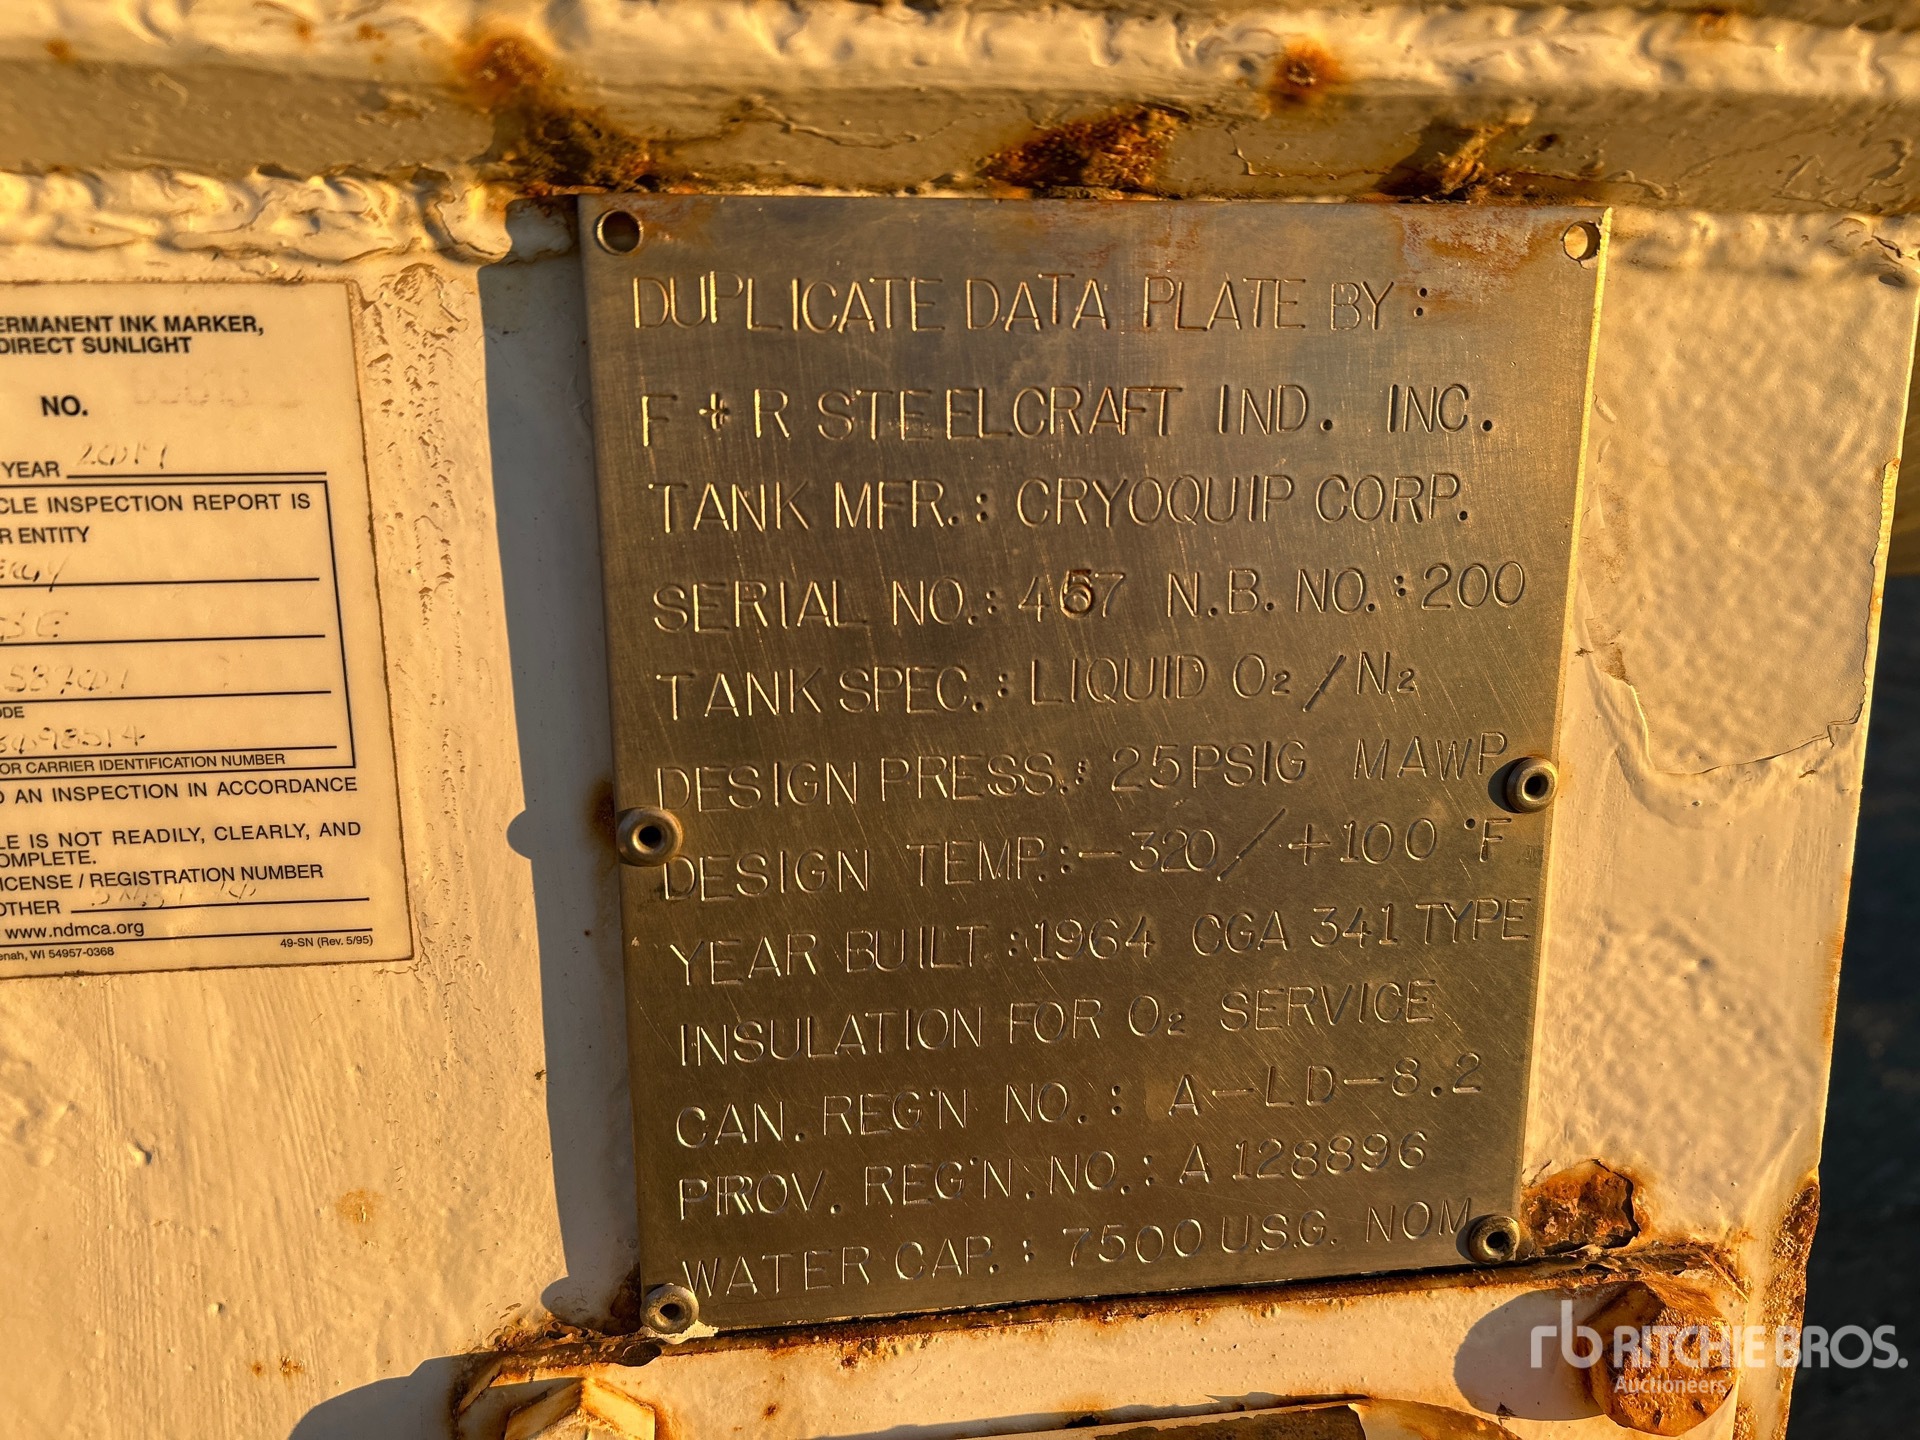 ERMANENT INK MARKER,
DIRECT SUNLIGHT
NO.
YEAR
CLE INSPECTION REPORT IS
R ENTITY
ODE
OR CARRIER IDENTIFICATION NUMBER
D AN INSPECTION IN ACCORDANCE
LE IS NOT READILY, CLEARLY, AND
OMPLETE.
ICENSE / REGISTRATION NUMBER
OTHER
www.ndmca.org
enah, WI 54957-0368 49-SN (Rev. 5/95)
DUPLICATE DATA PLATE BY :
F + R STEELCRAFT IND. INC.
TANK MFR. : CRYOQUIP CORP.
SERIAL NO. : 457 N.B. NO. : 200
TANK SPEC. : LIQUID O2 / N2
DESIGN PRESS. : 25PSIG MAWP
DESIGN TEMP. : -320 / +100 °F
YEAR BUILT : 1964 CGA 341 TYPE
INSULATION FOR O2 SERVICE
CAN. REG'N NO. : A-LD-8.2
PROV. REG'N. NO. : A 128896
WATER CAP. : 7500 U.S.G. NOM.
rb RITCHIE BROS.
Auctioneers